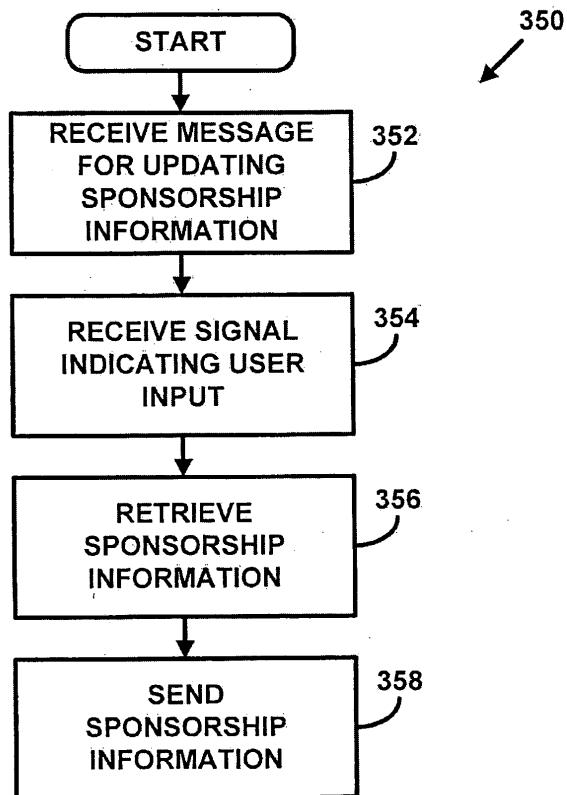 350
START
RECEIVE MESSAGE
FOR UPDATING
SPONSORSHIP
INFORMATION
352
RECEIVE SIGNAL
INDICATING USER
INPUT
354
RETRIEVE
SPONSORSHIP
INFORMATION
356
SEND
SPONSORSHIP
INFORMATION
358